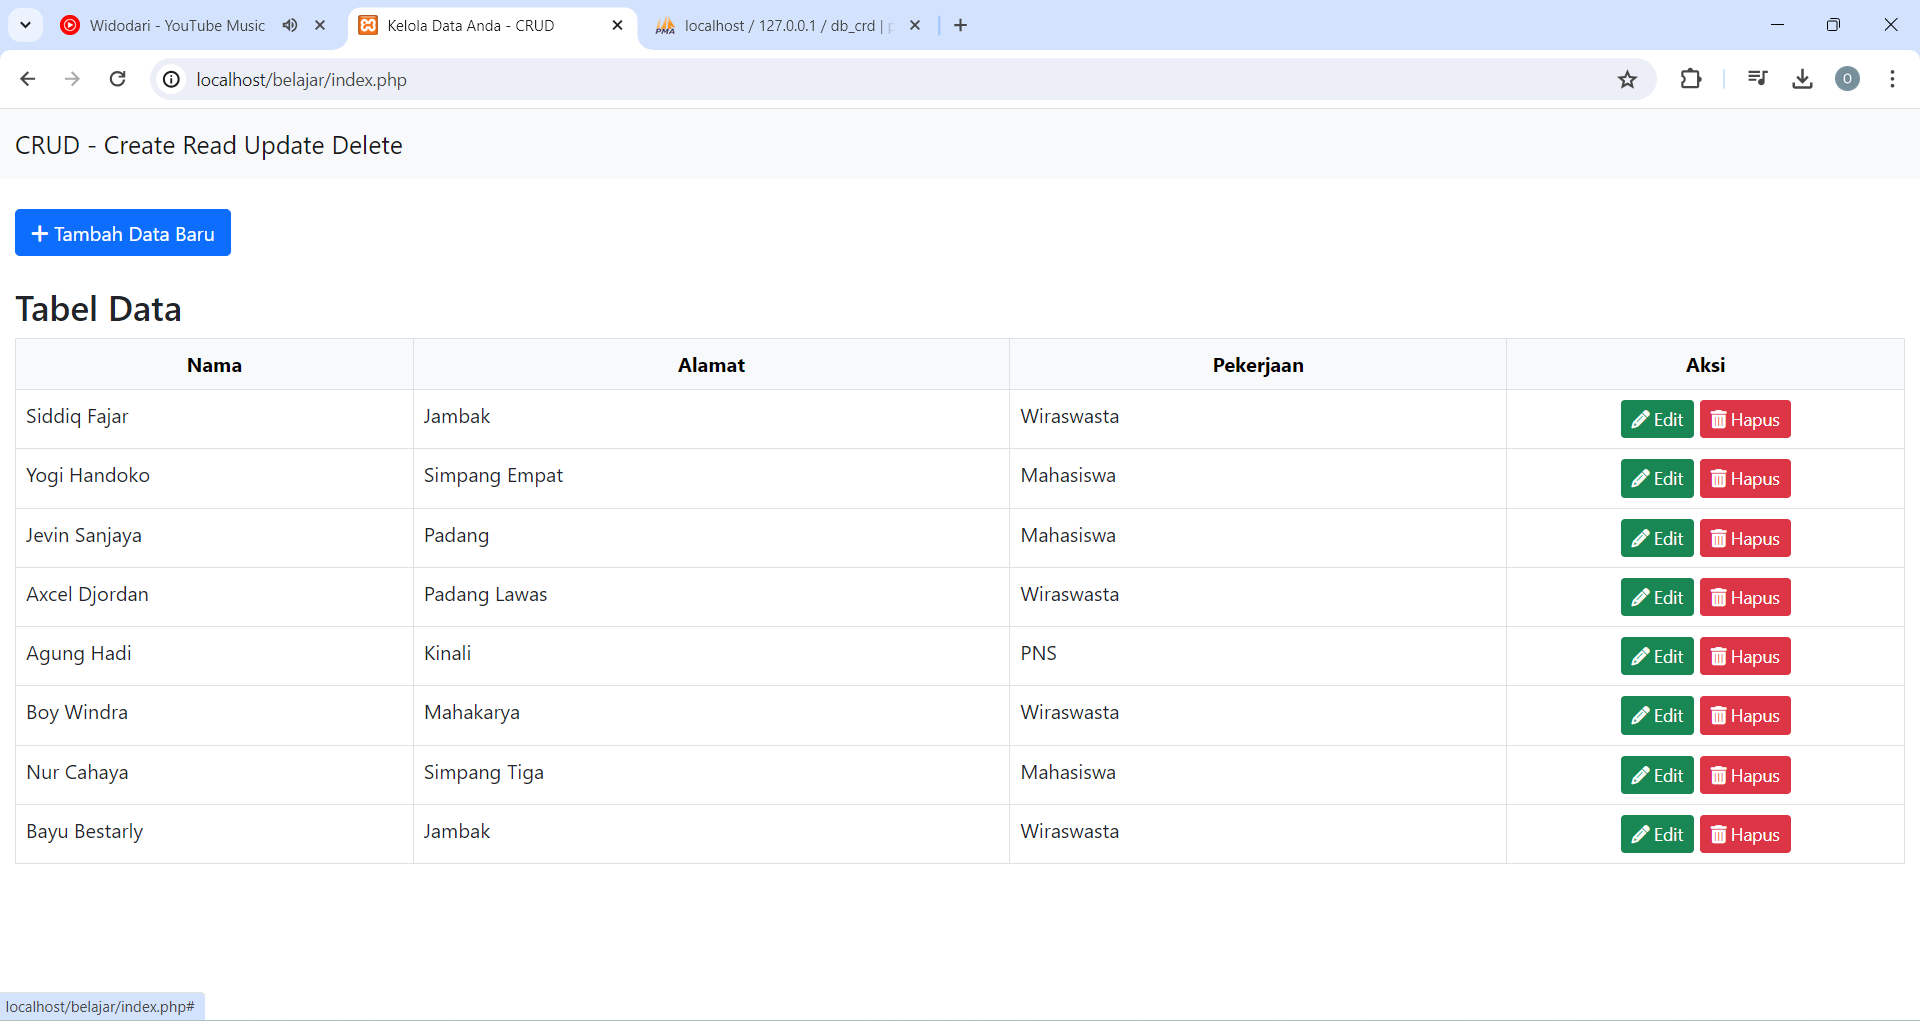 Widodari - YouTube Music
Kelola Data Anda - CRUD
PMA localhost / 127.0.0.1 / db_crd |
localhost/belajar/index.php
O
CRUD - Create Read Update Delete
Tambah Data Baru
Tabel Data
Nama Alamat Pekerjaan Aksi
Siddiq Fajar Jambak Wiraswasta Edit Hapus
Yogi Handoko Simpang Empat Mahasiswa Edit Hapus
Jevin Sanjaya Padang Mahasiswa Edit Hapus
Axcel Djordan Padang Lawas Wiraswasta Edit Hapus
Agung Hadi Kinali PNS Edit Hapus
Boy Windra Mahakarya Wiraswasta Edit Hapus
Nur Cahaya Simpang Tiga Mahasiswa Edit Hapus
Bayu Bestarly Jambak Wiraswasta Edit Hapus
localhost/belajar/index.php#